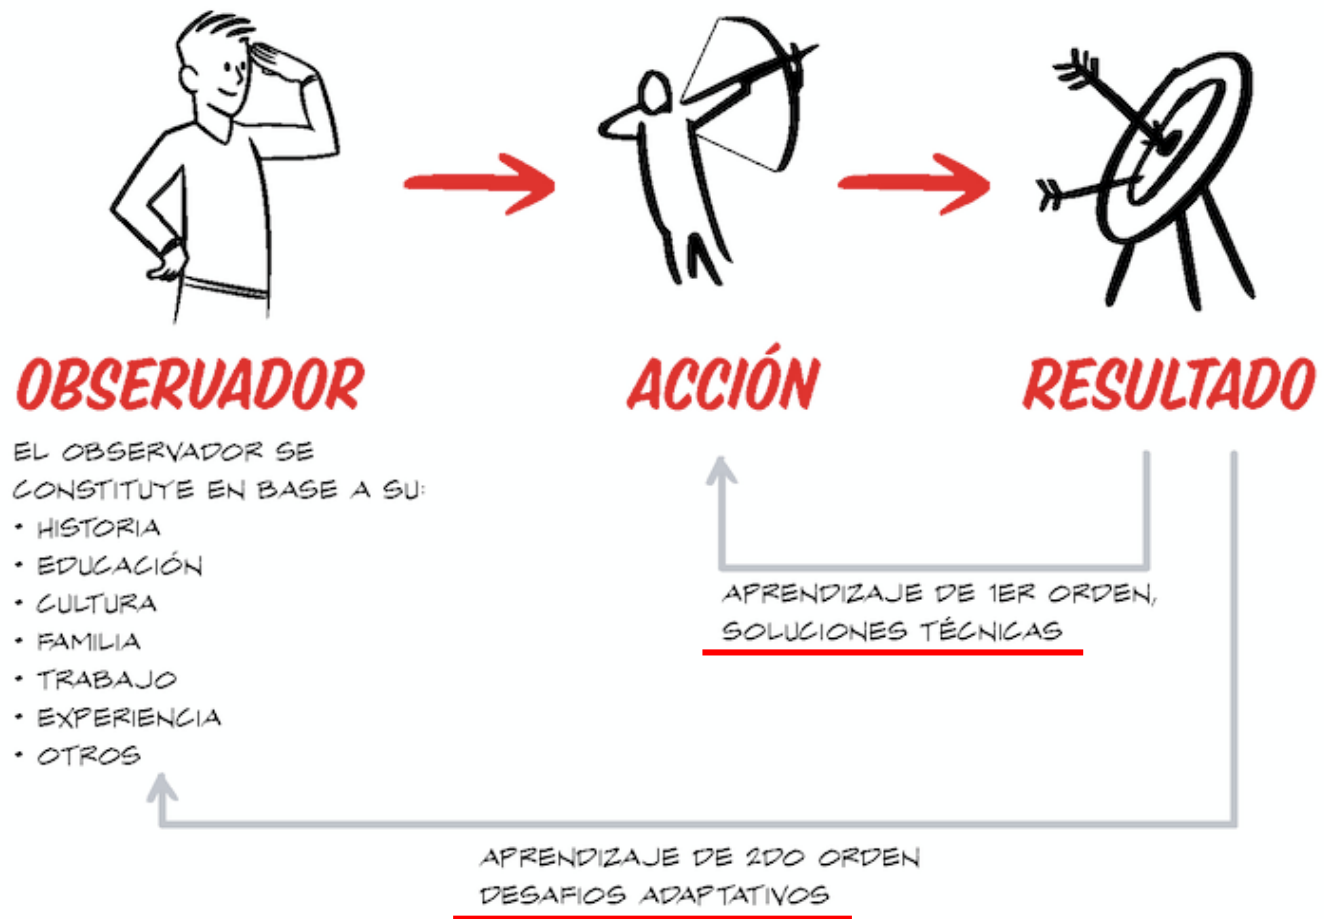 OBSERVADOR
ACCIÓN
RESULTADO
EL OBSERVADOR SE
CONSTITUYE EN BASE A SU:
• HISTORIA
• EDUCACIÓN
• CULTURA
• FAMILIA
• TRABAJO
• EXPERIENCIA
• OTROS
APRENDIZAJE DE 1ER ORDEN,
SOLUCIONES TÉCNICAS
APRENDIZAJE DE 2DO ORDEN
DESAFIOS ADAPTATIVOS